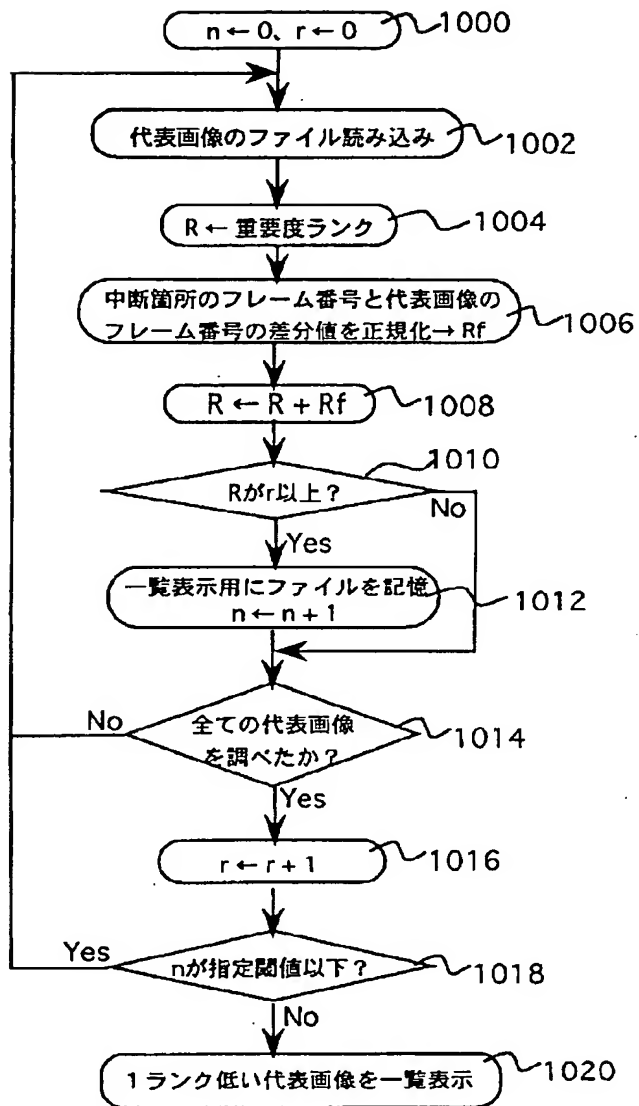 n ← 0、r ← 0
1000
代表画像のファイル読み込み
1002
R ← 重要度ランク
1004
中断箇所のフレーム番号と代表画像の
フレーム番号の差分値を正規化→ Rf
1006
R ← R + Rf
1008
1010
Rがr以上？
No
Yes
一覧表示用にファイルを記憶
n ← n + 1
1012
No
全ての代表画像
を調べたか？
1014
Yes
r ← r + 1
1016
Yes
nが指定閾値以下？
1018
No
1ランク低い代表画像を一覧表示
1020